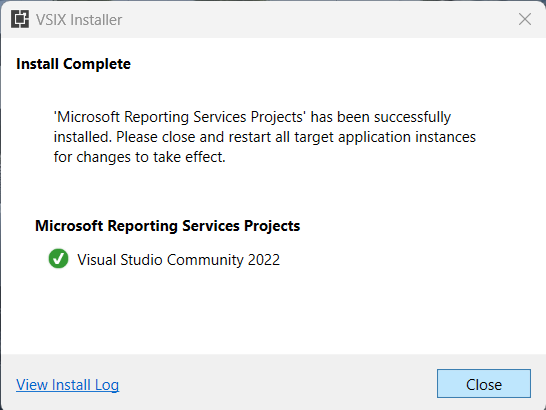 VSIX Installer
Install Complete
'Microsoft Reporting Services Projects' has been successfully
installed. Please close and restart all target application instances
for changes to take effect.
Microsoft Reporting Services Projects
Visual Studio Community 2022
View Install Log
Close